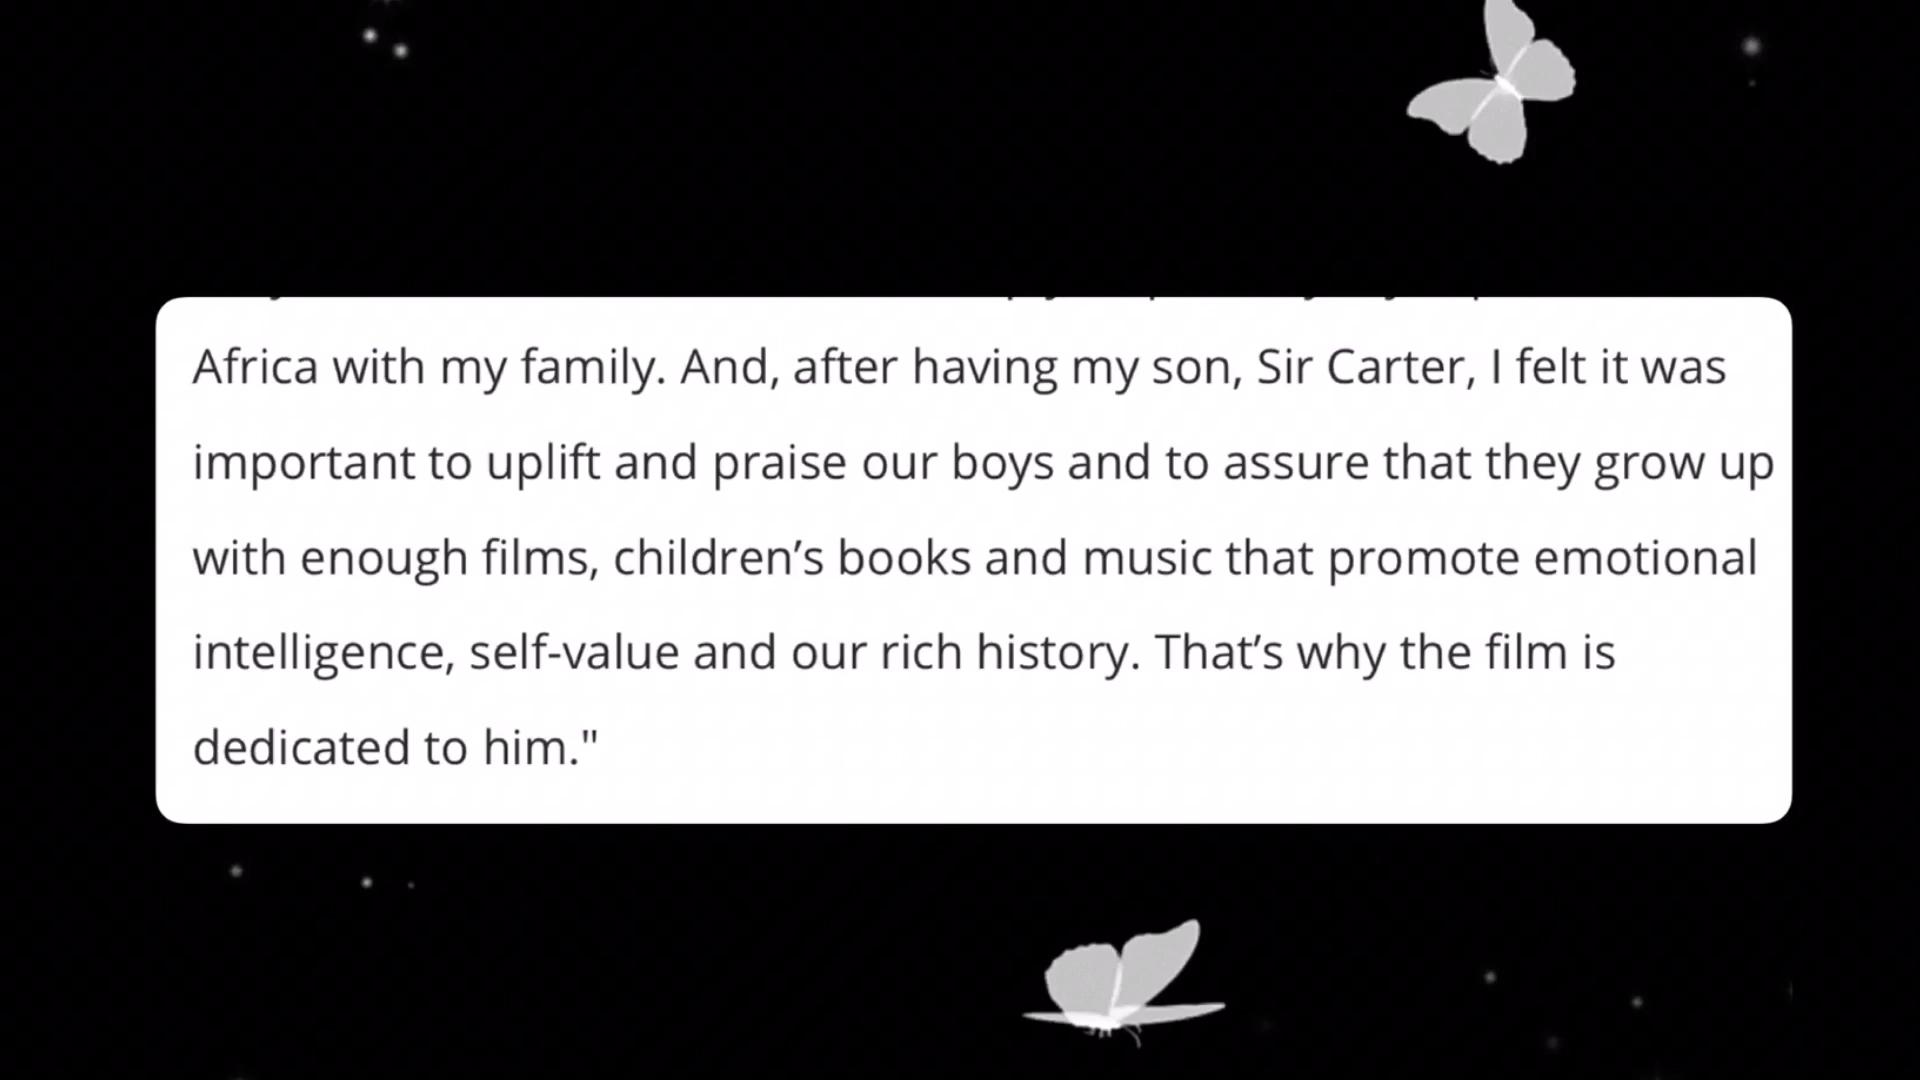 Africa with my family. And, after having my son, Sir Carter, I felt it was
important to uplift and praise our boys and to assure that they grow up
with enough films, children’s books and music that promote emotional
intelligence, self-value and our rich history. That’s why the film is
dedicated to him."